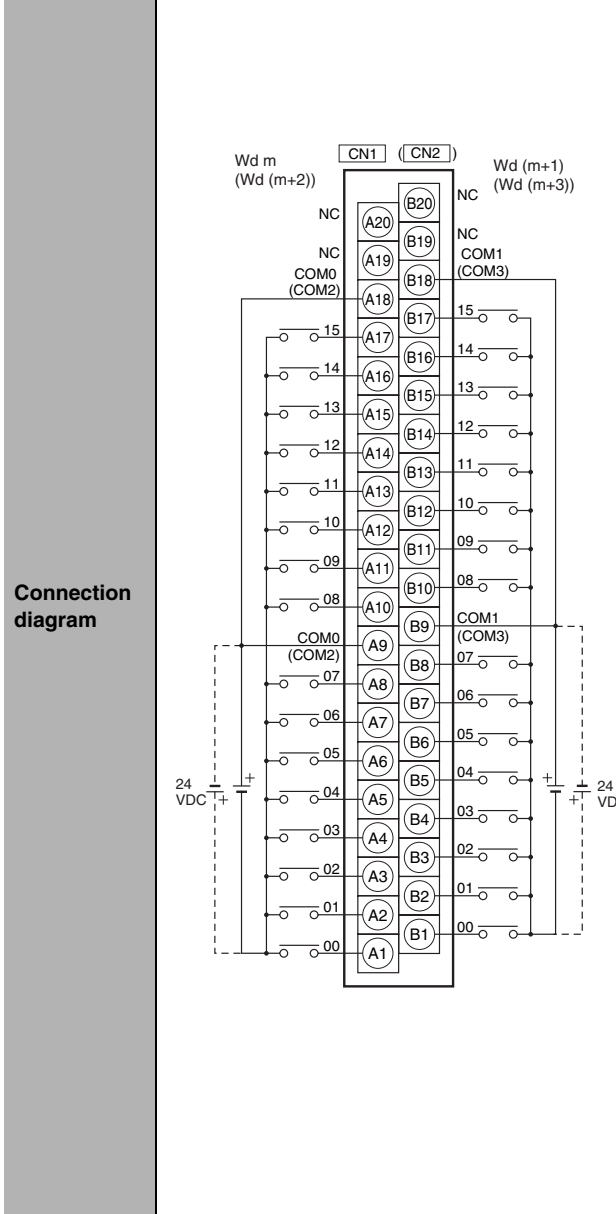 Connection
diagram
CN1 (CN2)
Wd m
(Wd (m+2))
Wd (m+1)
(Wd (m+3))
B20 NC
NC A20
B19 NC
NC A19
COM1
(COM3) B18
COM0
(COM2) A18
B17 15
15 A17
B16 14
14 A16
B15 13
13 A15
B14 12
12 A14
B13 11
11 A13
B12 10
10 A12
B11 09
09 A11
B10 08
08 A10
B9 COM1
(COM3)
COM0
(COM2) A9
B8 07
07 A8
B7 06
06 A7
B6 05
05 A6
B5 04
04 A5
B4 03
03 A4
B3 02
02 A3
B2 01
01 A2
B1 00
00 A1
24
VDC + +
+ + 24
VD